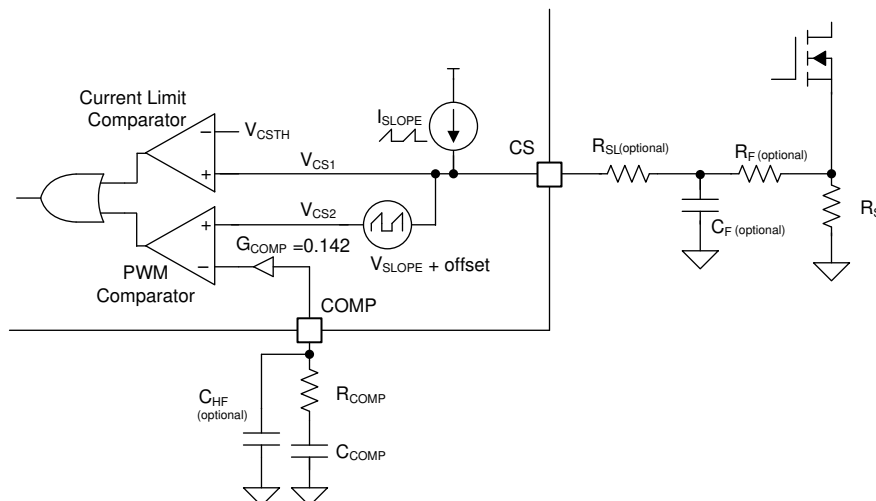 Current Limit
Comparator
V_CSTH
I_SLOPE
CS
R_SL(optional)
R_F (optional)
V_CS1
V_CS2
R_S
C_F (optional)
G_COMP =0.142
V_SLOPE + offset
PWM
Comparator
COMP
C_HF
(optional)
R_COMP
C_COMP